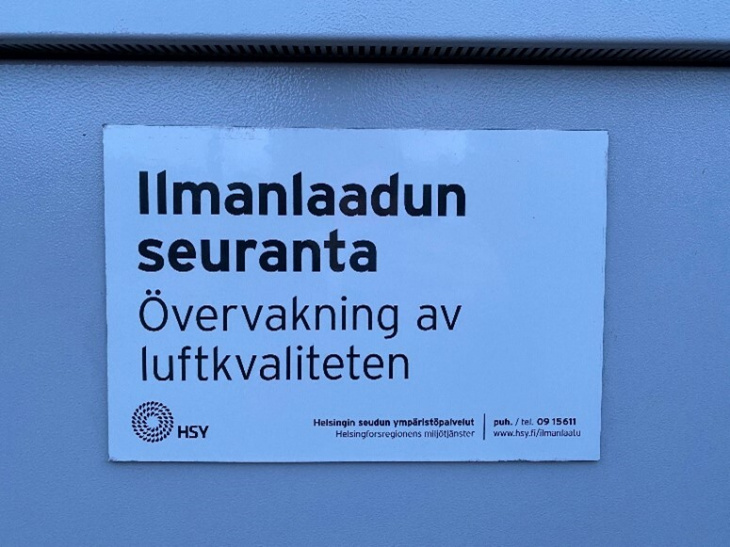 Ilmanlaadun
seuranta
Övervakning av
luftkvaliteten
HSY
Helsingin seudun ympäristöpalvelut
Helsingforsregionens miljötjänster
puh. / tel. 09 15611
www.hsy.fi/ilmanlaatu